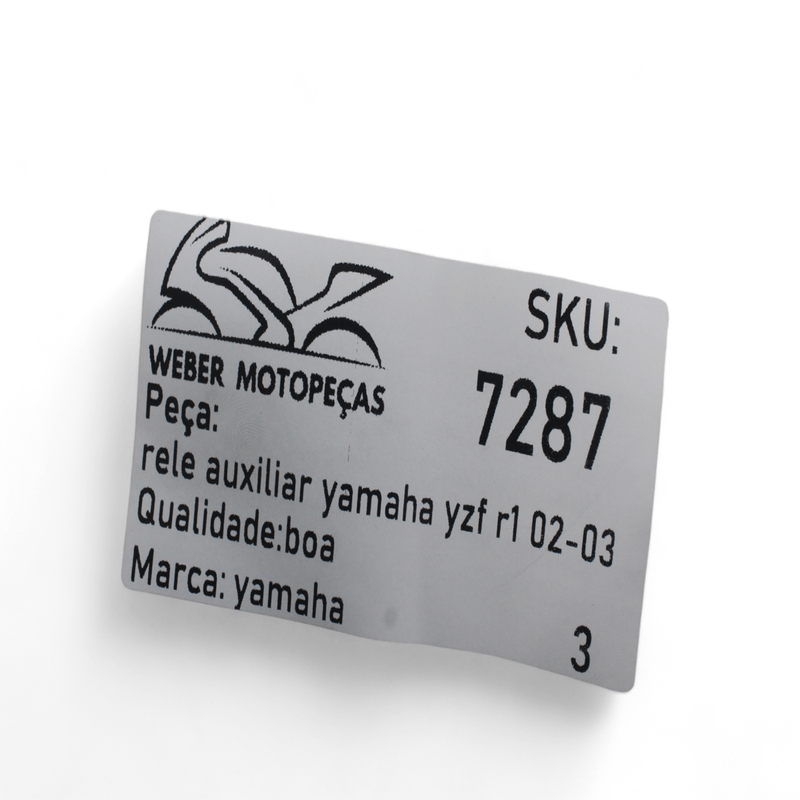 WEBER MOTOPEÇAS
SKU:
7287
Peça:
rele auxiliar yamaha yzf r1 02-03
Qualidade:boa
Marca: yamaha
3